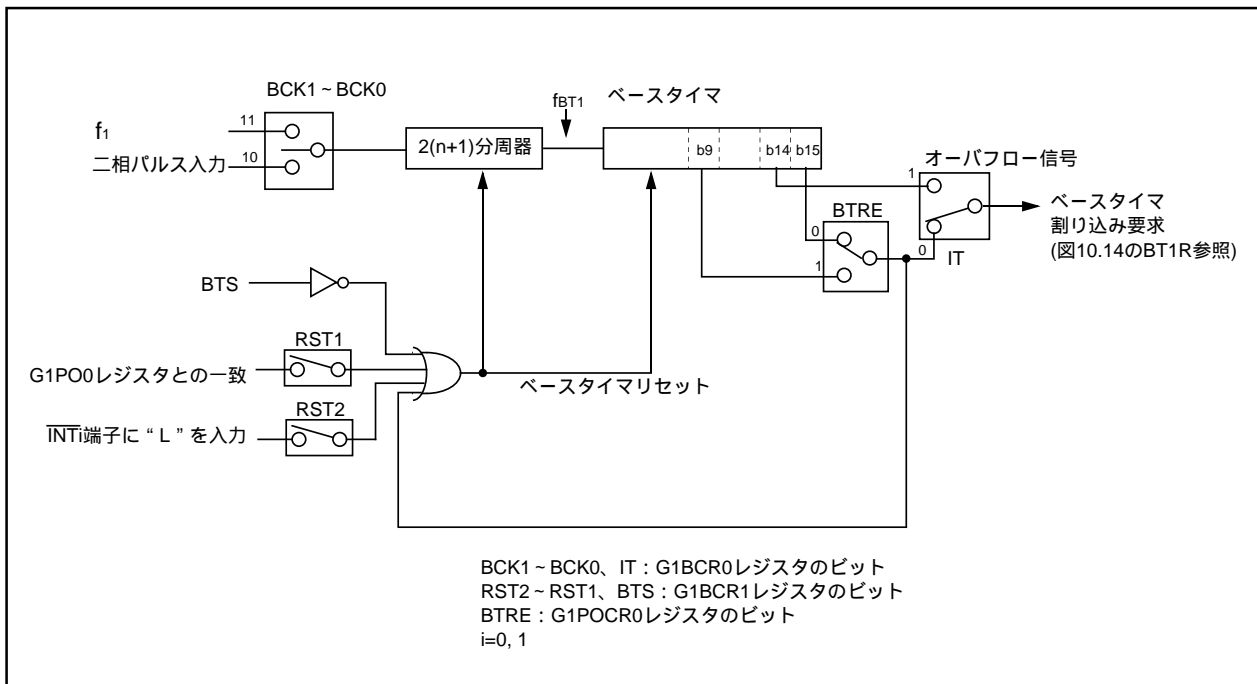 BCK1 ~ BCK0
f1
11
二相パルス入力
10
2(n+1)分周器
fBT1
ベースタイマ
b9
b14
b15
オーバフロー信号
1
0
IT
ベースタイマ
割り込み要求
(図10.14のBT1R参照)
BTRE
0
1
BTS
RST1
G1PO0レジスタとの一致
RST2
INTi端子に“ L ”を入力
ベースタイマリセット
BCK1 ~ BCK0、IT : G1BCR0レジスタのビット
RST2 ~ RST1、BTS : G1BCR1レジスタのビット
BTRE : G1POCR0レジスタのビット
i=0, 1